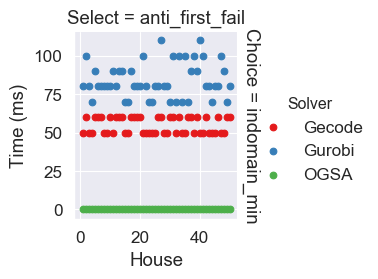 Select = anti_first_fail
Choice = indomain_min
Time (ms)
100
75
50
25
0
0
20
40
House
Solver
Gecode
Gurobi
OGSA